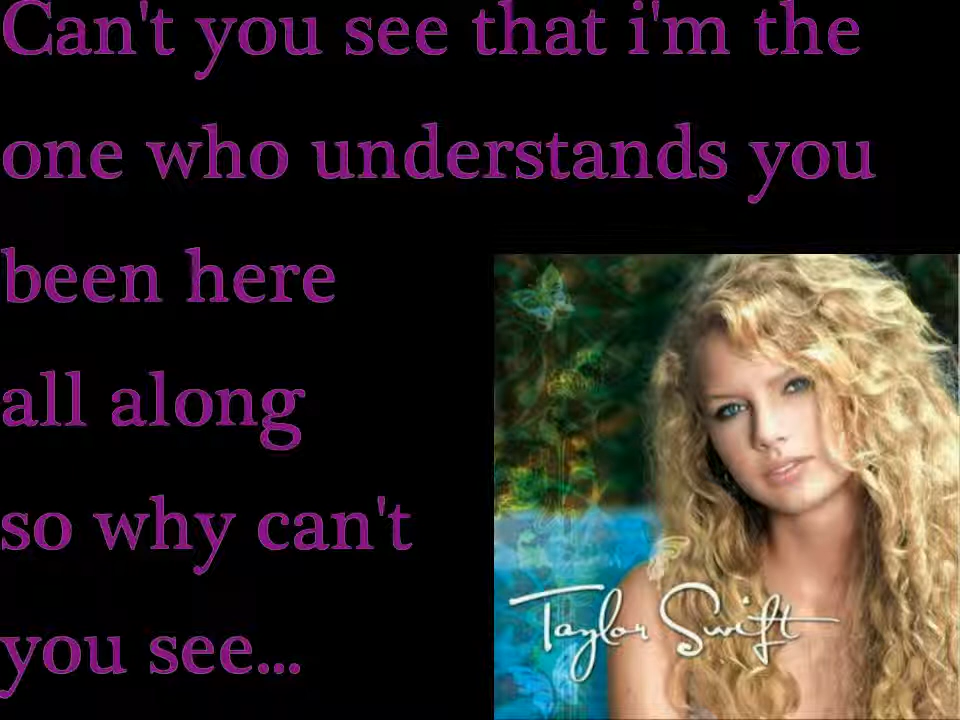 Can't you see that i'm the
one who understands you
been here
all along
so why can't
you see...
Taylor Swift